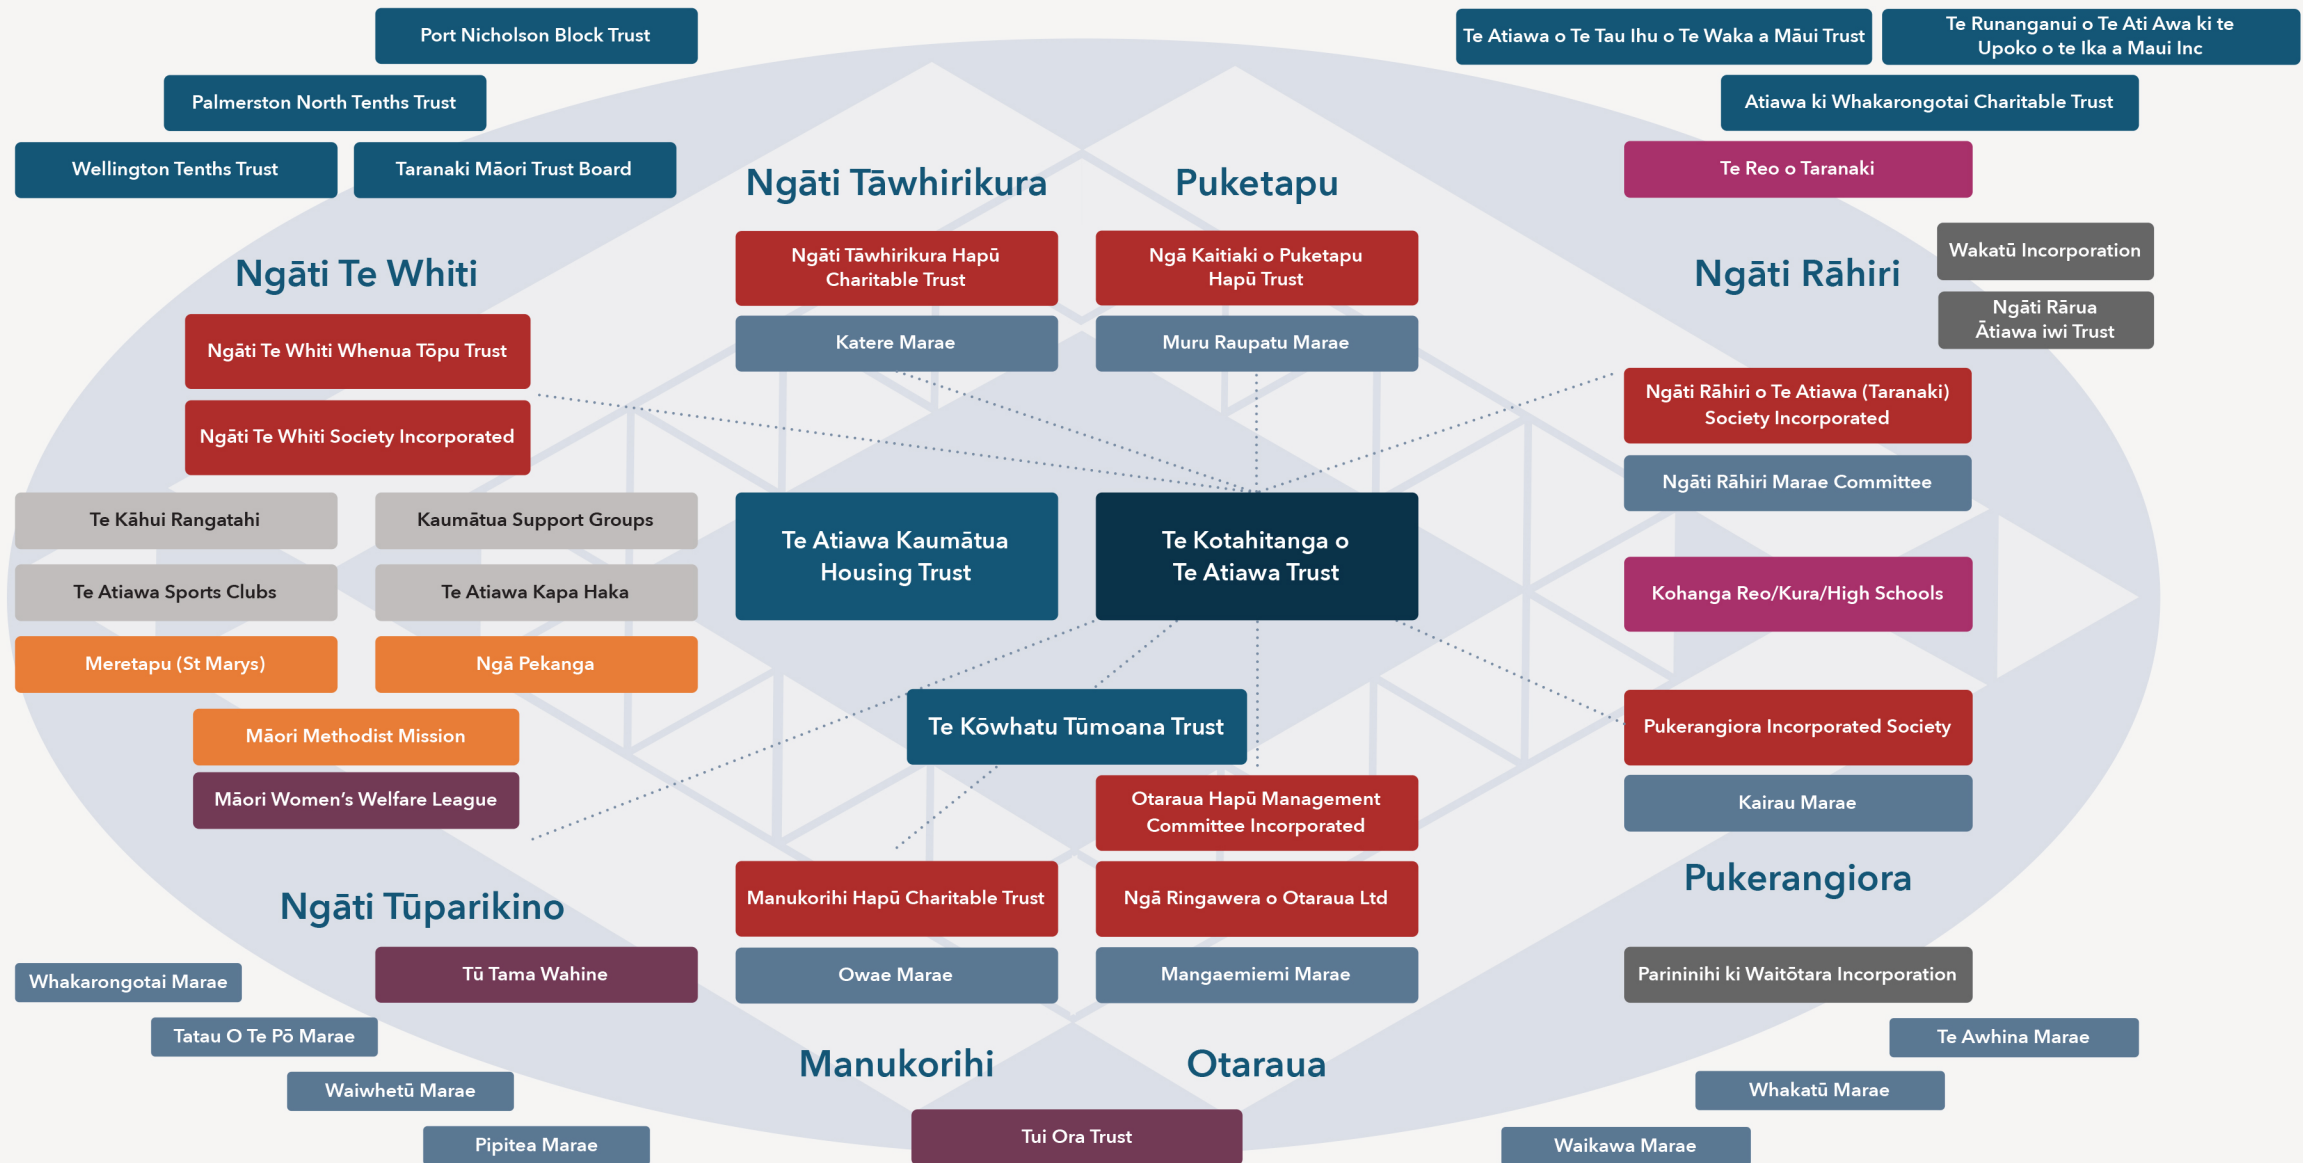 Port Nicholson Block Trust
Palmerston North Tenths Trust
Wellington Tenths Trust
Taranaki Māori Trust Board
Te Atiawa o Te Tau Ihu o Te Waka a Māui Trust
Te Runanganui o Te Ati Awa ki te
Upoko o te Ika a Maui Inc
Atiawa ki Whakarongotai Charitable Trust
Te Reo o Taranaki
Ngāti Te Whiti
Ngāti Te Whiti Whenua Tōpu Trust
Ngāti Te Whiti Society Incorporated
Ngāti Tāwhirikura
Ngāti Tāwhirikura Hapū
Charitable Trust
Katere Marae
Puketapu
Ngā Kaitiaki o Puketapu
Hapū Trust
Muru Raupatu Marae
Ngāti Rāhiri
Wakatū Incorporation
Ngāti Rārua
Ātiawa iwi Trust
Ngāti Rāhiri o Te Atiawa (Taranaki)
Society Incorporated
Ngāti Rāhiri Marae Committee
Te Kāhui Rangatahi
Kaumātua Support Groups
Te Atiawa Sports Clubs
Te Atiawa Kapa Haka
Meretapu (St Marys)
Ngā Pekanga
Māori Methodist Mission
Māori Women’s Welfare League
Te Atiawa Kaumātua
Housing Trust
Te Kotahitanga o
Te Atiawa Trust
Te Kōwhatu Tūmoana Trust
Kohanga Reo/Kura/High Schools
Pukerangiora Incorporated Society
Kairau Marae
Pukerangiora
Ngāti Tūparikino
Tū Tama Wahine
Otaraua Hapū Management
Committee Incorporated
Manukorihi Hapū Charitable Trust
Ngā Ringawera o Otaraua Ltd
Owae Marae
Mangaemiemi Marae
Manukorihi
Otaraua
Tui Ora Trust
Whakarongotai Marae
Tatau O Te Pō Marae
Waiwhetū Marae
Pipitea Marae
Parininihi ki Waitōtara Incorporation
Te Awhina Marae
Whakatū Marae
Waikawa Marae